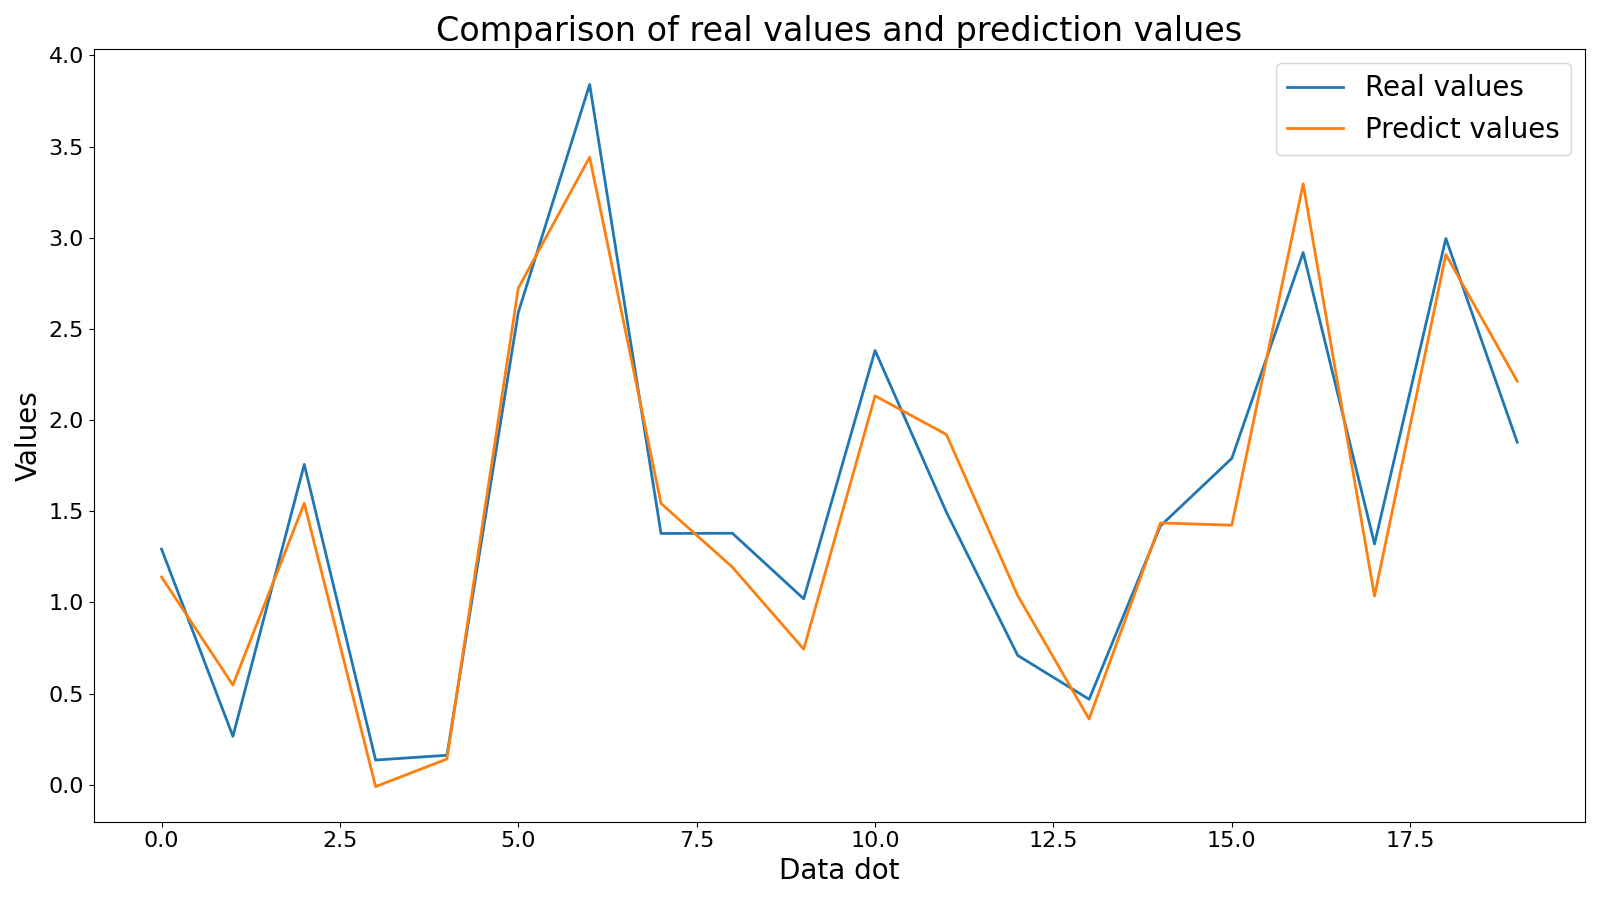 Comparison of real values and prediction values
Real values
Predict values
4.0
3.5
3.0
2.5
2.0
1.5
1.0
0.5
0.0
Values
0.0 2.5 5.0 7.5 10.0 12.5 15.0 17.5
Data dot